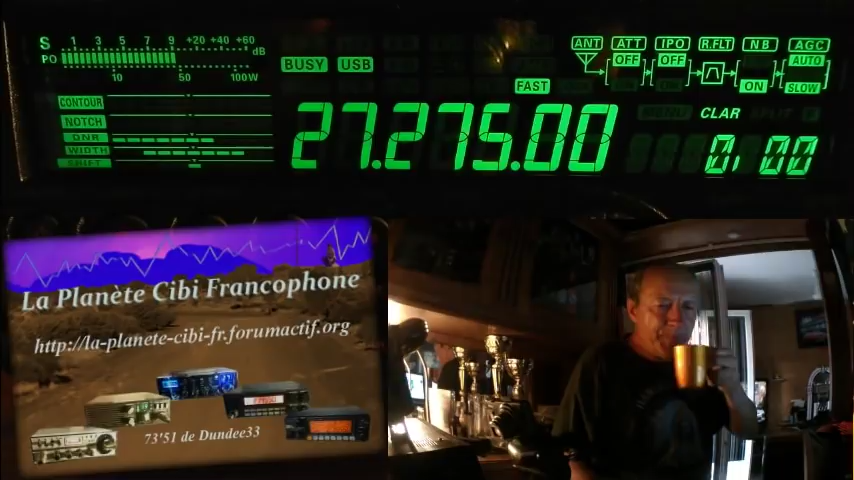 S 1 3 5 7 9 +20 +40 +60 dB
PO 10 50 100W
BUSY USB
FAST
ANT ATT IPO R.FLT NB AGC
OFF OFF AUTO
ON SLOW
CONTOUR
NOTCH
DNR
WIDTH
SHIFT
27.275.00
CLAR
0.00
La Planète Cibi Francophone
http://la-planete-cibi-fr.forumactif.org
73'51 de Dundee33